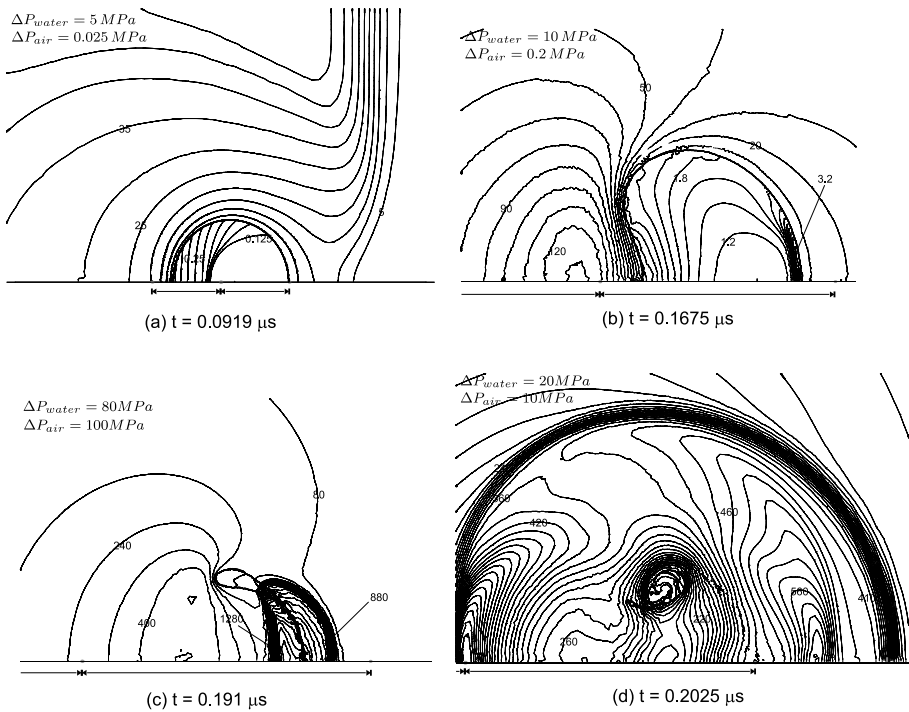 ΔP_water = 5 MPa
ΔP_air = 0.025 MPa
35
25
0.125
0.25
5
(a) t = 0.0919 μs
ΔP_water = 10 MPa
ΔP_air = 0.2 MPa
50
20
1.8
3.2
90
1.2
120
(b) t = 0.1675 μs
ΔP_water = 80MPa
ΔP_air = 100MPa
80
240
880
400
1280
(c) t = 0.191 μs
ΔP_water = 20MPa
ΔP_air = 10MPa
420
460
220
260
(d) t = 0.2025 μs